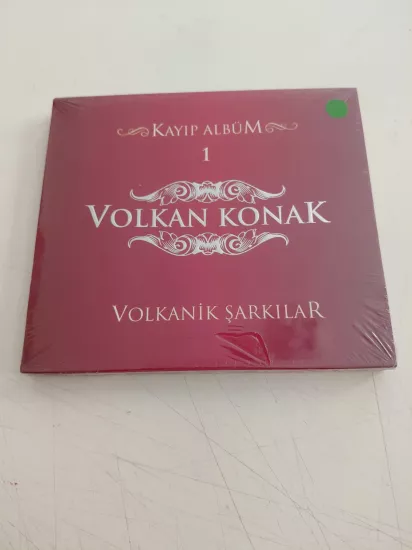 KAYIP ALBÜM
1
VOLKAN KONAK
VOLKANİK ŞARKILAR